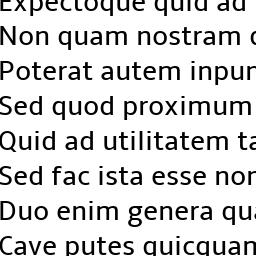 Expectoque quid ad
Non quam nostram
Poterat autem inpun
Sed quod proximum
Quid ad utilitatem ta
Sed fac ista esse non
Duo enim genera qua
Cave putes quicquam